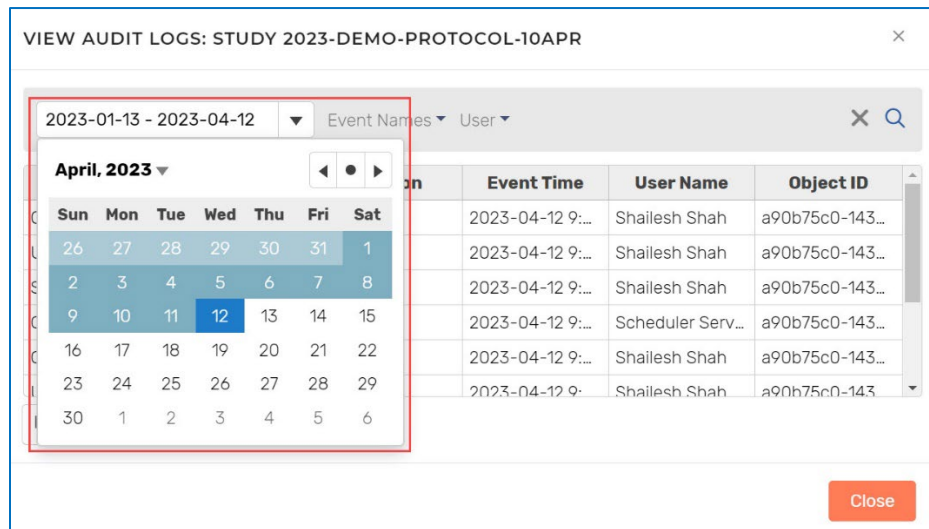 VIEW AUDIT LOGS: STUDY 2023-DEMO-PROTOCOL-10APR
2023-01-13 - 2023-04-12 Event Names User
April, 2023
Event Time User Name Object ID
Sun Mon Tue Wed Thu Fri Sat
2023-04-12 9:... Shailesh Shah a90b75c0-143...
26 27 28 29 30 31 1
2023-04-12 9:... Shailesh Shah a90b75c0-143...
2 3 4 5 6 7 8
2023-04-12 9:... Shailesh Shah a90b75c0-143...
9 10 11 12 13 14 15
2023-04-12 9:... Scheduler Serv... a90b75c0-143...
16 17 18 19 20 21 22
2023-04-12 9:... Shailesh Shah a90b75c0-143...
23 24 25 26 27 28 29
2023-04-12 9: Shailesh Shah a90b75c0-143
30 1 2 3 4 5 6
Close